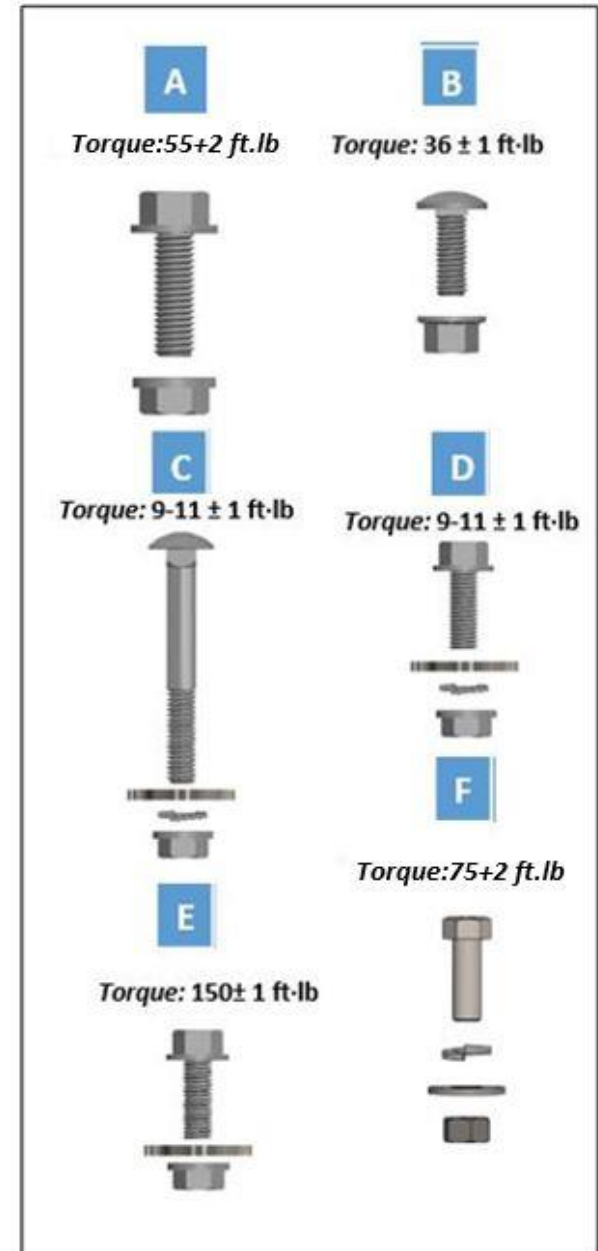 A
Torque:55+2 ft.lb
B
Torque: 36 ± 1 ft·lb
C
Torque: 9-11 ± 1 ft·lb
D
Torque: 9-11 ± 1 ft·lb
E
Torque: 150± 1 ft·lb
F
Torque:75+2 ft.lb